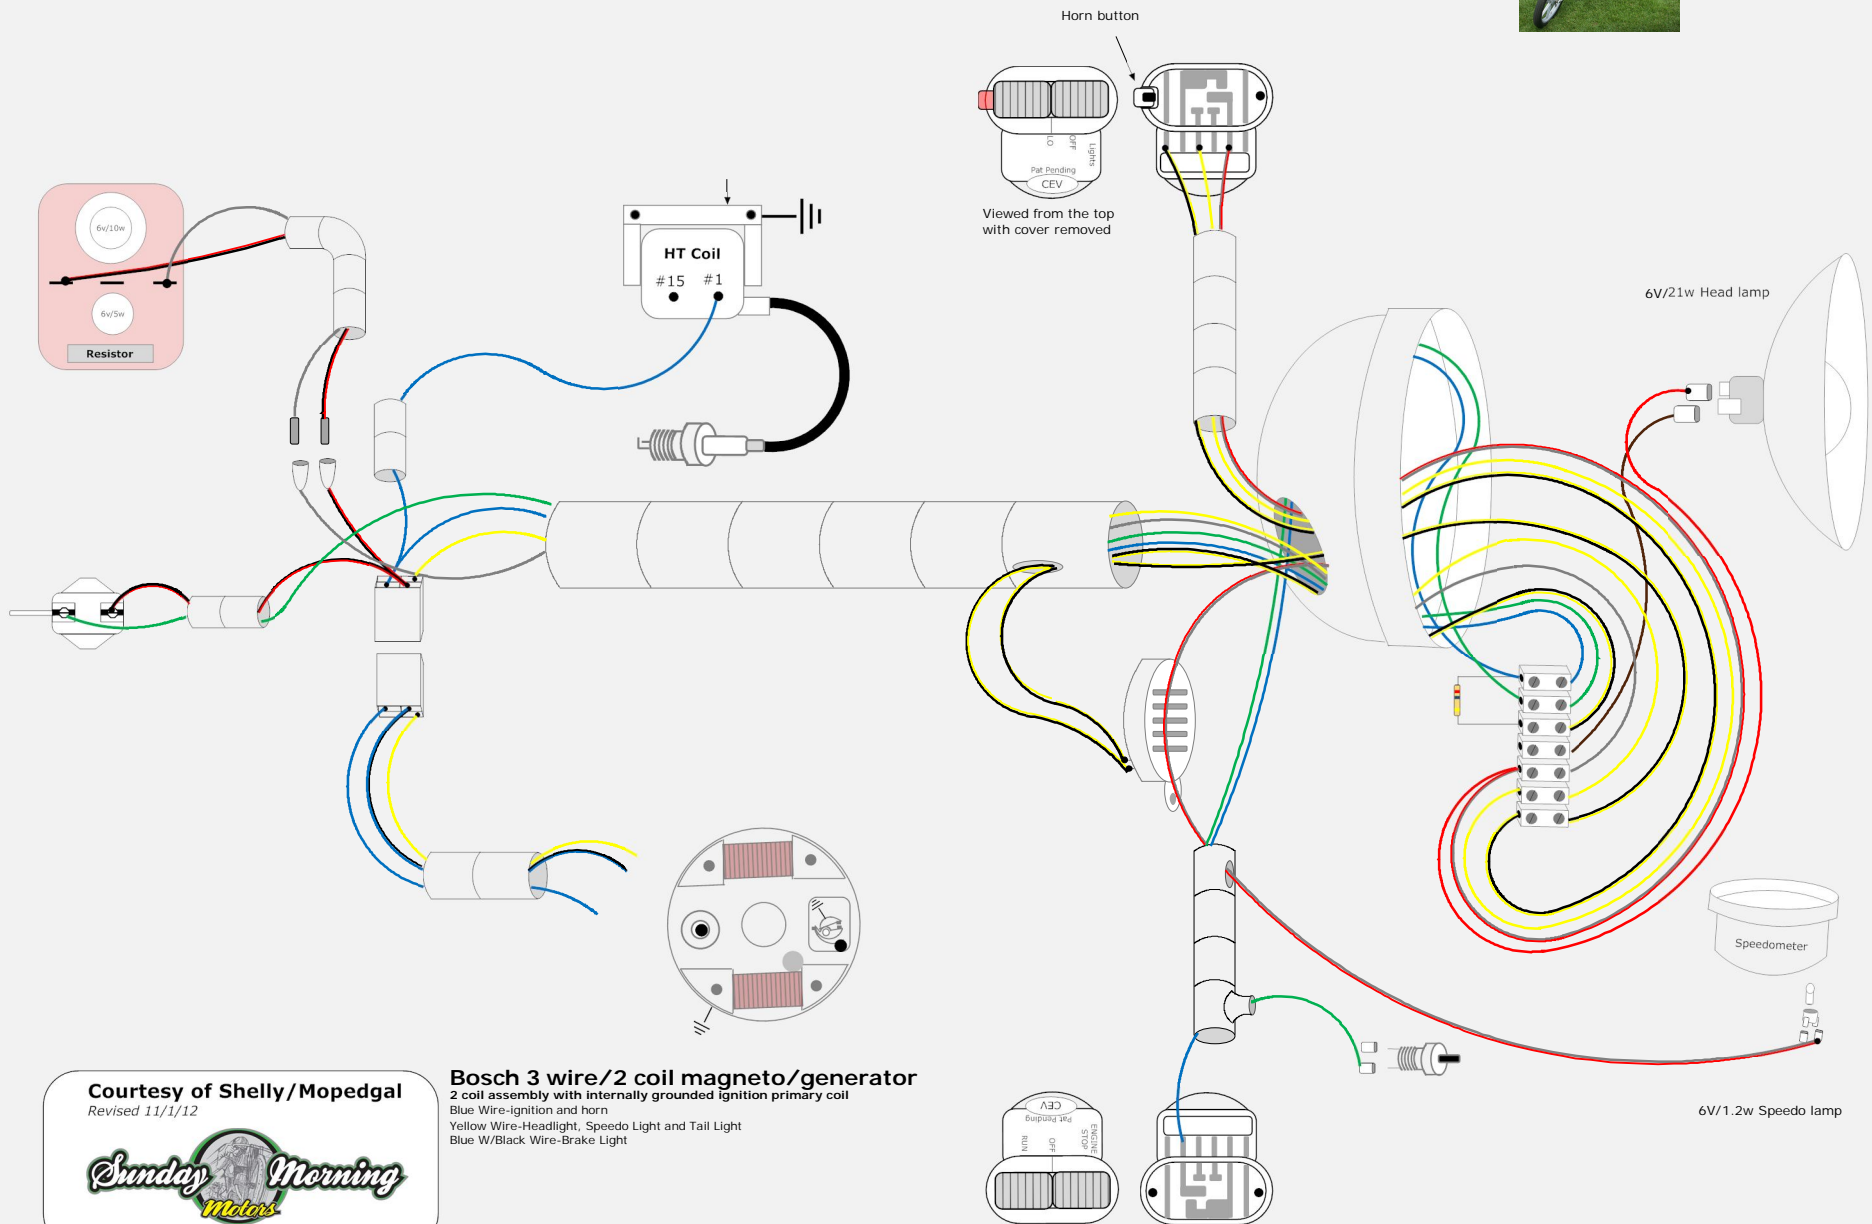 Horn button
LO
OFF
Lights
Pat Pending
CEV
Viewed from the top
with cover removed
6v/10w
6v/5w
Resistor
HT Coil
#15 #1
6V/21w Head lamp
Speedometer
6V/1.2w Speedo lamp
Courtesy of Shelly/Mopedgal
Revised 11/1/12
Sunday Morning
Motors
Bosch 3 wire/2 coil magneto/generator
2 coil assembly with internally grounded ignition primary coil
Blue Wire-ignition and horn
Yellow Wire-Headlight, Speedo Light and Tail Light
Blue W/Black Wire-Brake Light
CEV
Pat Pending
RUN
OFF
ENGINE
STOP